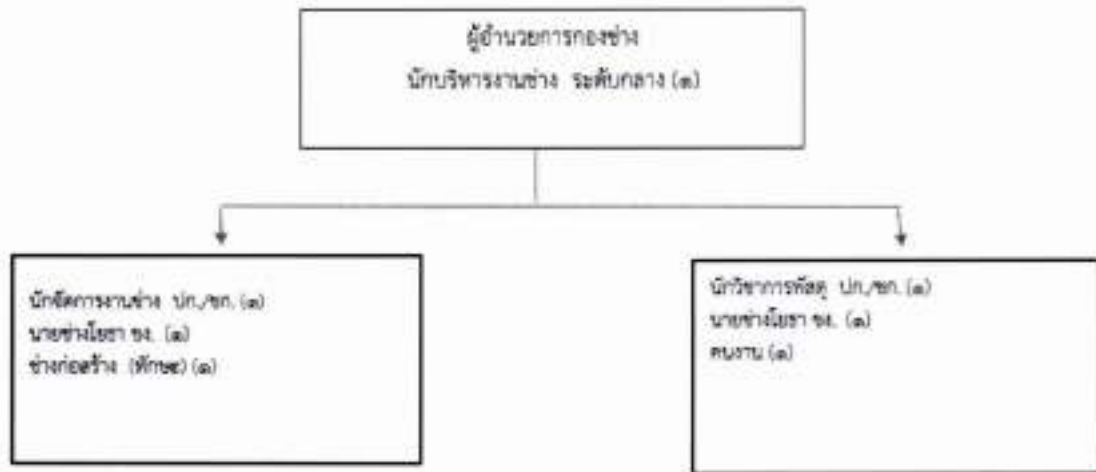 ผู้อำนวยการกองช่าง
นักบริหารงานช่าง ระดับกลาง (๑)
นักจัดการงานช่าง ปก./ชก. (๑)
นายช่างโยธา ชง. (๑)
ช่างก่อสร้าง (ทักษะ) (๑)
นักวิชาการพัสดุ ปก./ชก. (๑)
นายช่างโยธา ชง. (๑)
คนงาน (๑)